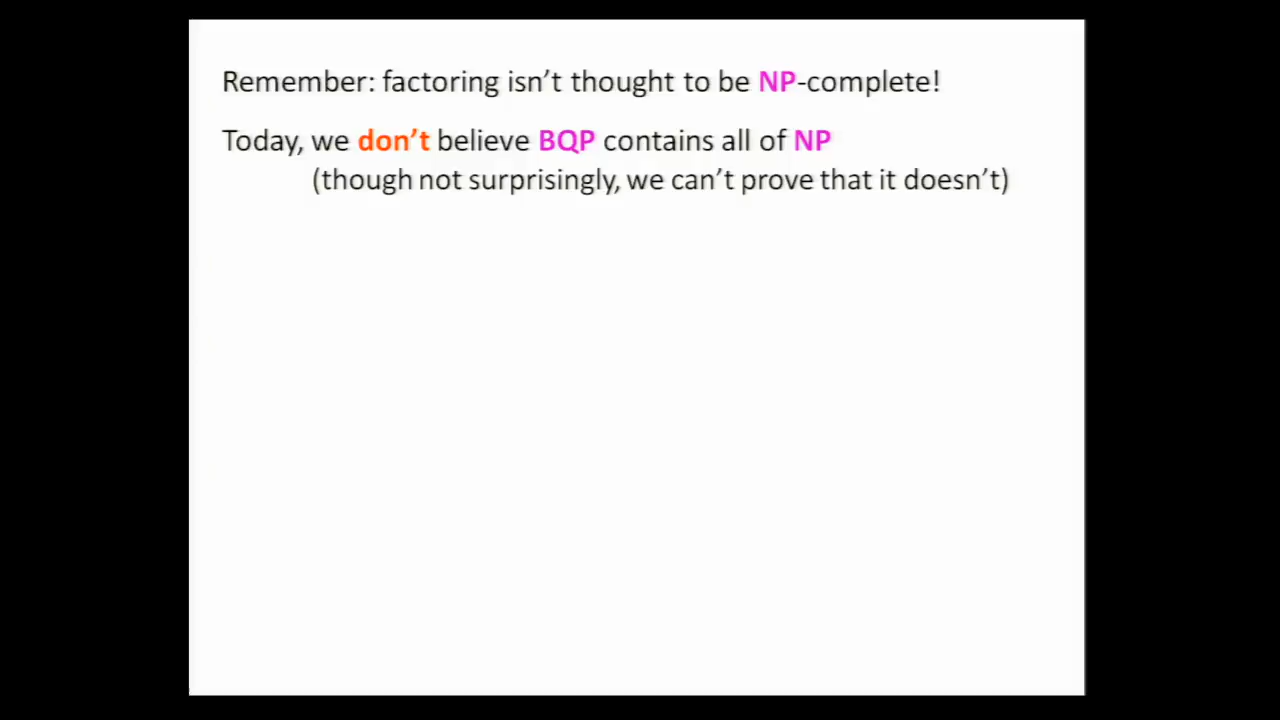 Remember: factoring isn’t thought to be NP-complete!
Today, we don’t believe BQP contains all of NP
(though not surprisingly, we can’t prove that it doesn’t)